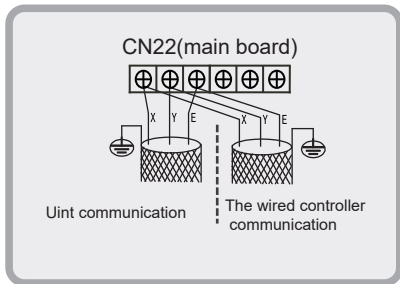 CN22(main board)
X Y E X Y E
Uint communication
The wired controller
communication